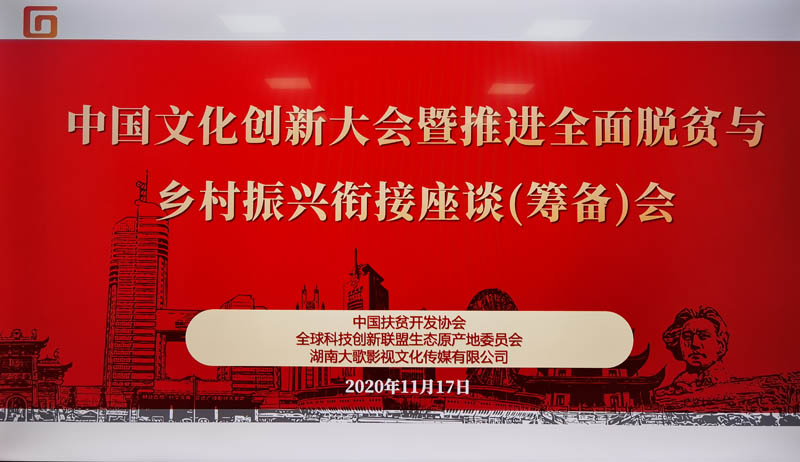 中国文化创新大会暨推进全面脱贫与
乡村振兴衔接座谈(筹备)会
中国扶贫开发协会
全球科技创新联盟生态原产地委员会
湖南大歌影视文化传媒有限公司
2020年11月17日